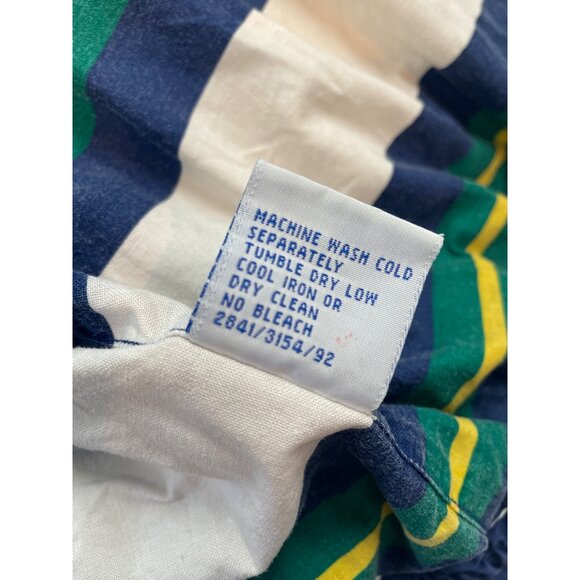 MACHINE WASH COLD
SEPARATELY
TUMBLE DRY LOW
COOL IRON OR
DRY CLEAN
NO BLEACH
2841/3154/92